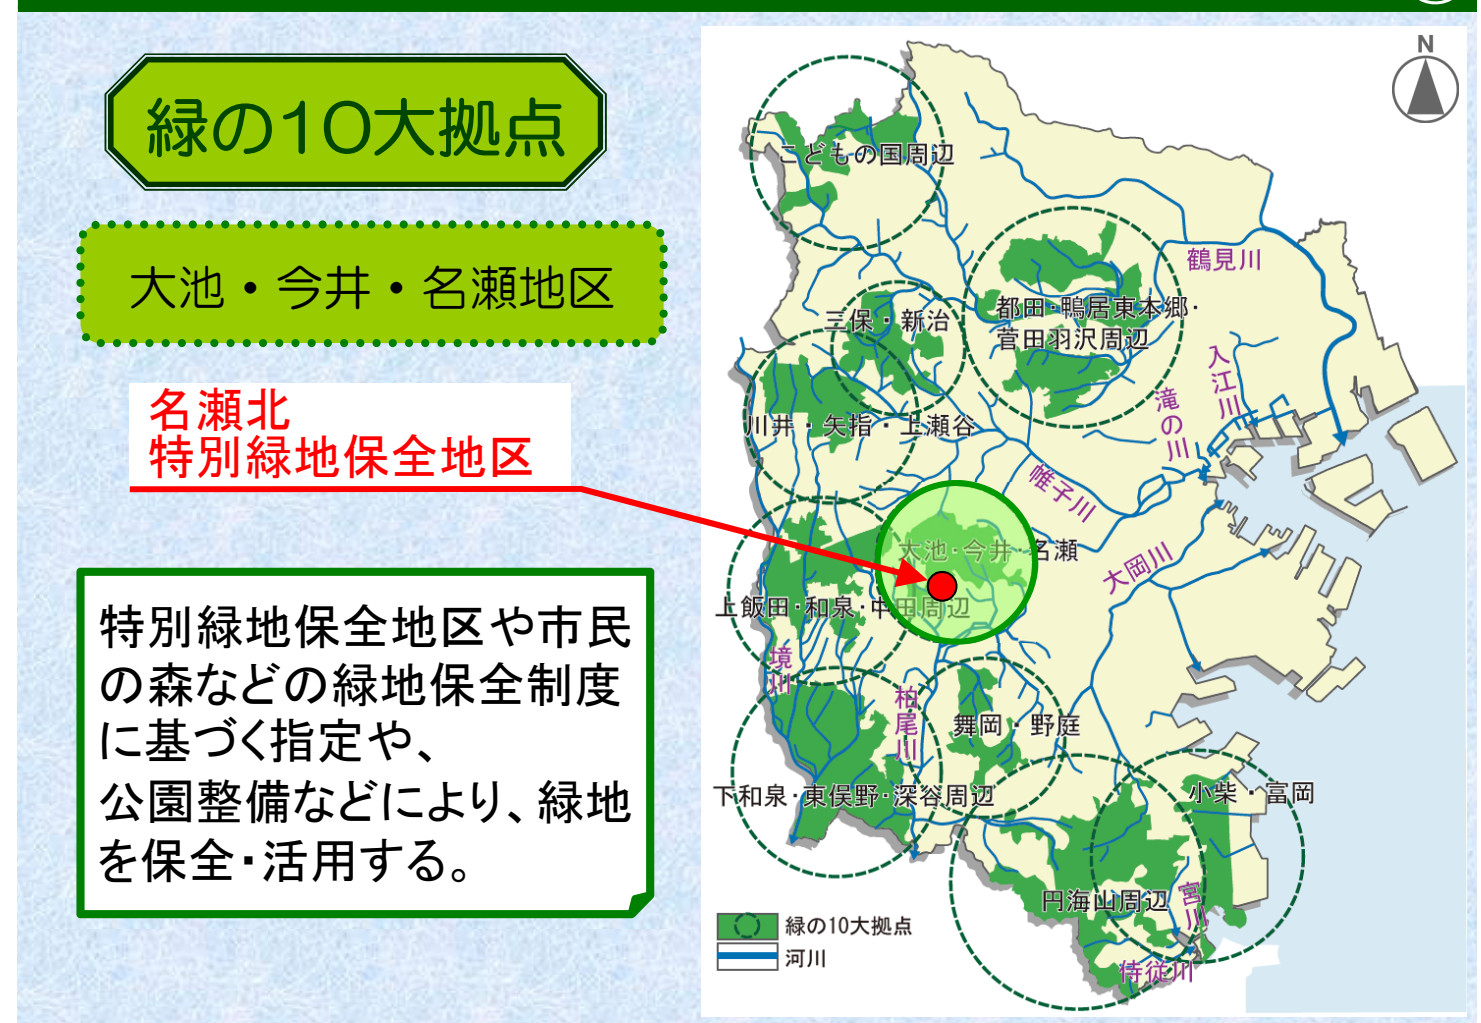 緑の10大拠点
大池・今井・名瀬地区
名瀬北
特別緑地保全地区
特別緑地保全地区や市民
の森などの緑地保全制度
に基づく指定や、
公園整備などにより、緑地
を保全・活用する。
N
こどもの国周辺
鶴見川
都田・鴨居東本郷・
菅田羽沢周辺
三保・新治
入江川
滝の川
川井・矢指・上瀬谷
帷子川
大池・今井・名瀬
大岡川
上飯田・和泉・中田周辺
境川
柏尾川
舞岡・野庭
下和泉・東俣野・深谷周辺
小柴・富岡
円海山周辺
宮川
侍従川
緑の10大拠点
河川